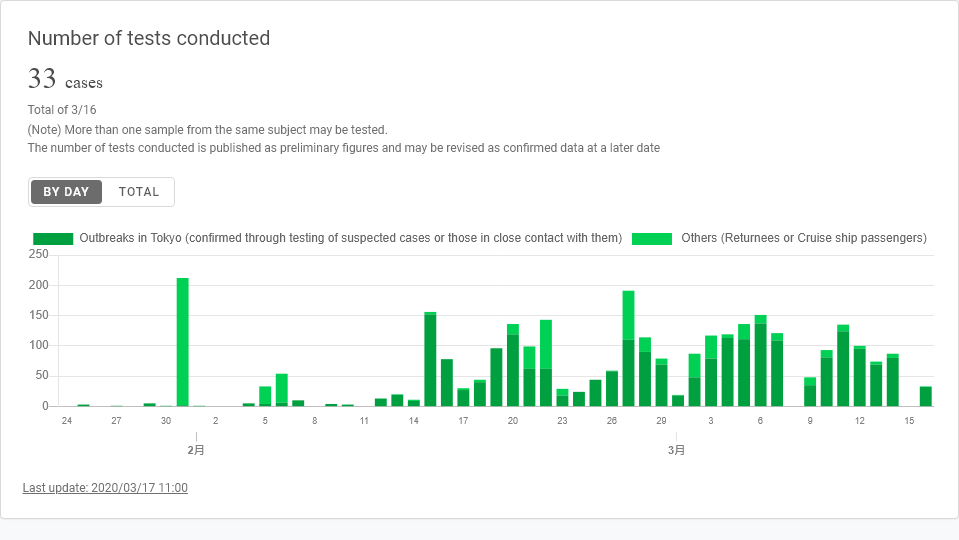 Number of tests conducted
33 cases
Total of 3/16
(Note) More than one sample from the same subject may be tested.
The number of tests conducted is published as preliminary figures and may be revised as confirmed data at a later date
BY DAY TOTAL
Outbreaks in Tokyo (confirmed through testing of suspected cases or those in close contact with them) Others (Returnees or Cruise ship passengers)
250
200
150
100
50
0
24 27 30 2 5 8 11 14 17 20 23 26 29 3 6 9 12 15
2月 3月
Last update: 2020/03/17 11:00